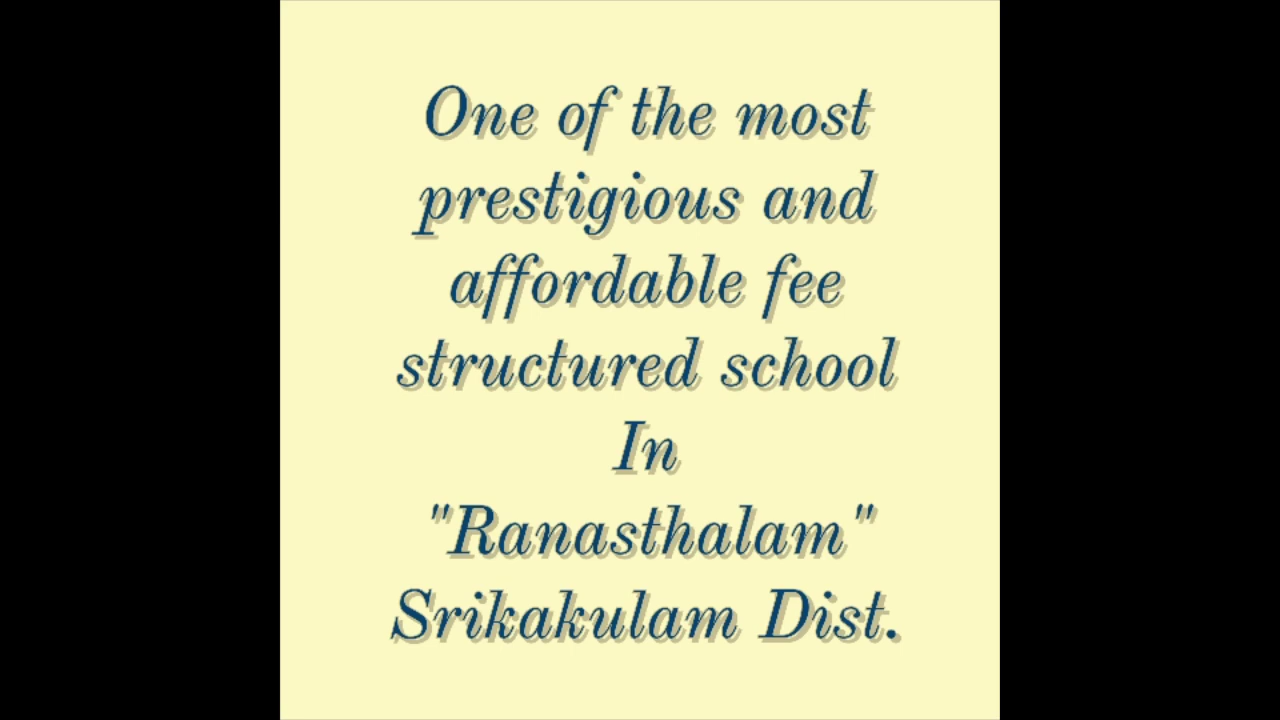 One of the most
prestigious and
affordable fee
structured school
In
"Ranasthalam"
Srikakulam Dist.